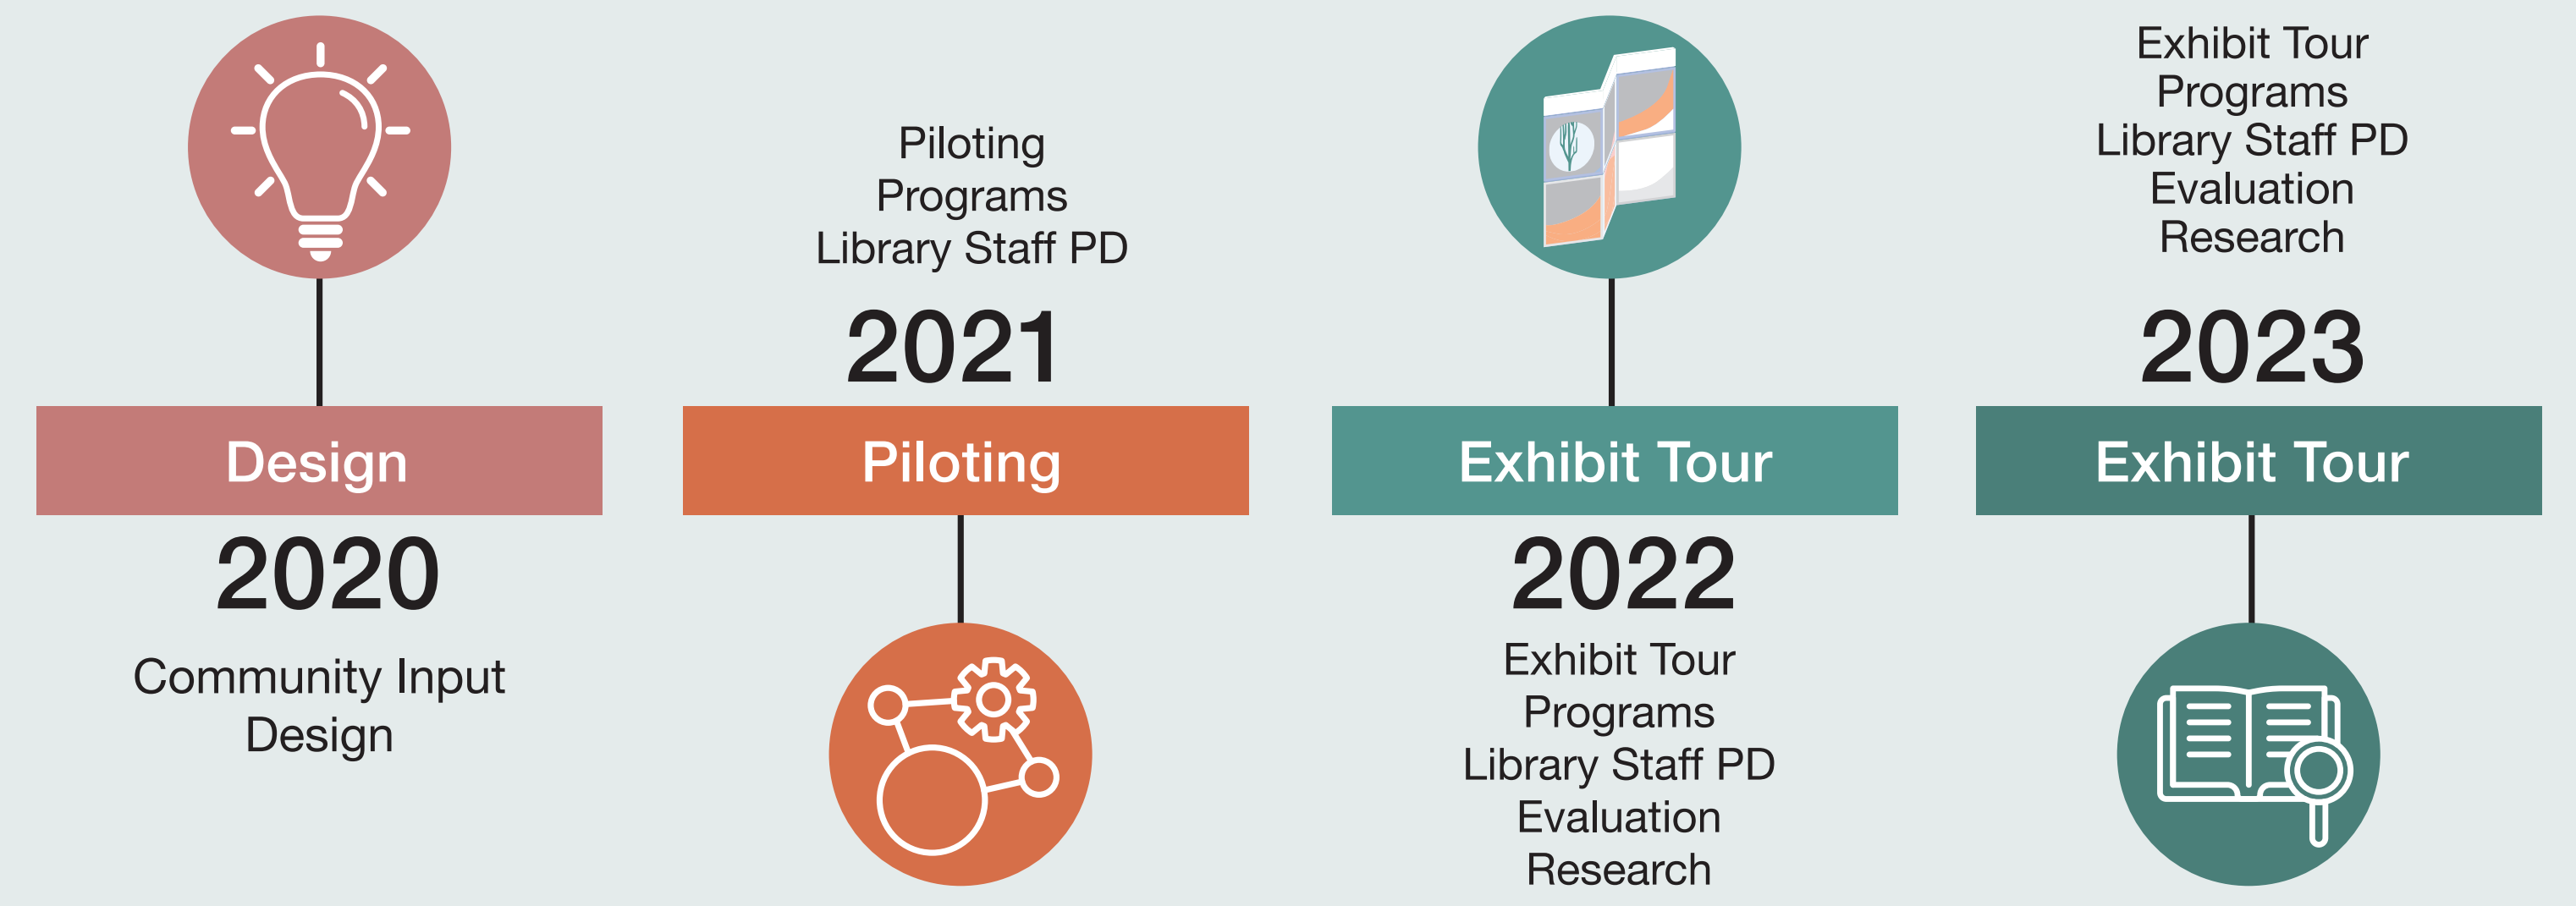 Design
2020
Community Input
Design
Piloting
Programs
Library Staff PD
2021
Piloting
Exhibit Tour
2022
Exhibit Tour
Programs
Library Staff PD
Evaluation
Research
Exhibit Tour
Programs
Library Staff PD
Evaluation
Research
2023
Exhibit Tour